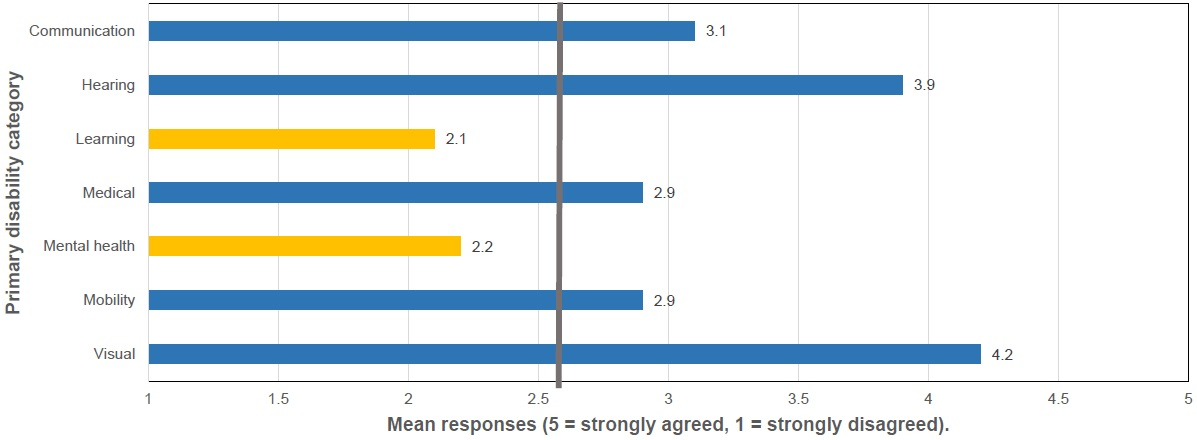 Primary disability category
Communication 3.1
Hearing 3.9
Learning 2.1
Medical 2.9
Mental health 2.2
Mobility 2.9
Visual 4.2
1 1.5 2 2.5 3 3.5 4 4.5 5
Mean responses (5 = strongly agreed, 1 = strongly disagreed).